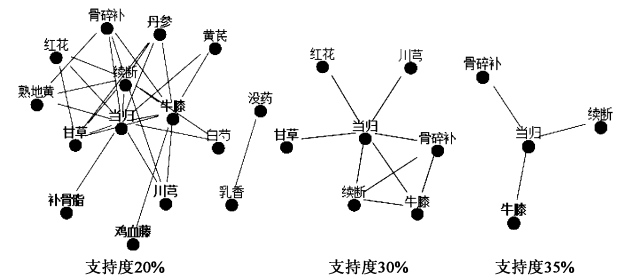 骨碎补
丹参
红花
黄芪
续断
熟地黄
牛膝
当归
甘草
白芍
补骨脂
川芎
鸡血藤
没药
乳香
支持度20%
红花
川芎
当归
甘草
骨碎补
续断
牛膝
支持度30%
骨碎补
续断
当归
牛膝
支持度35%